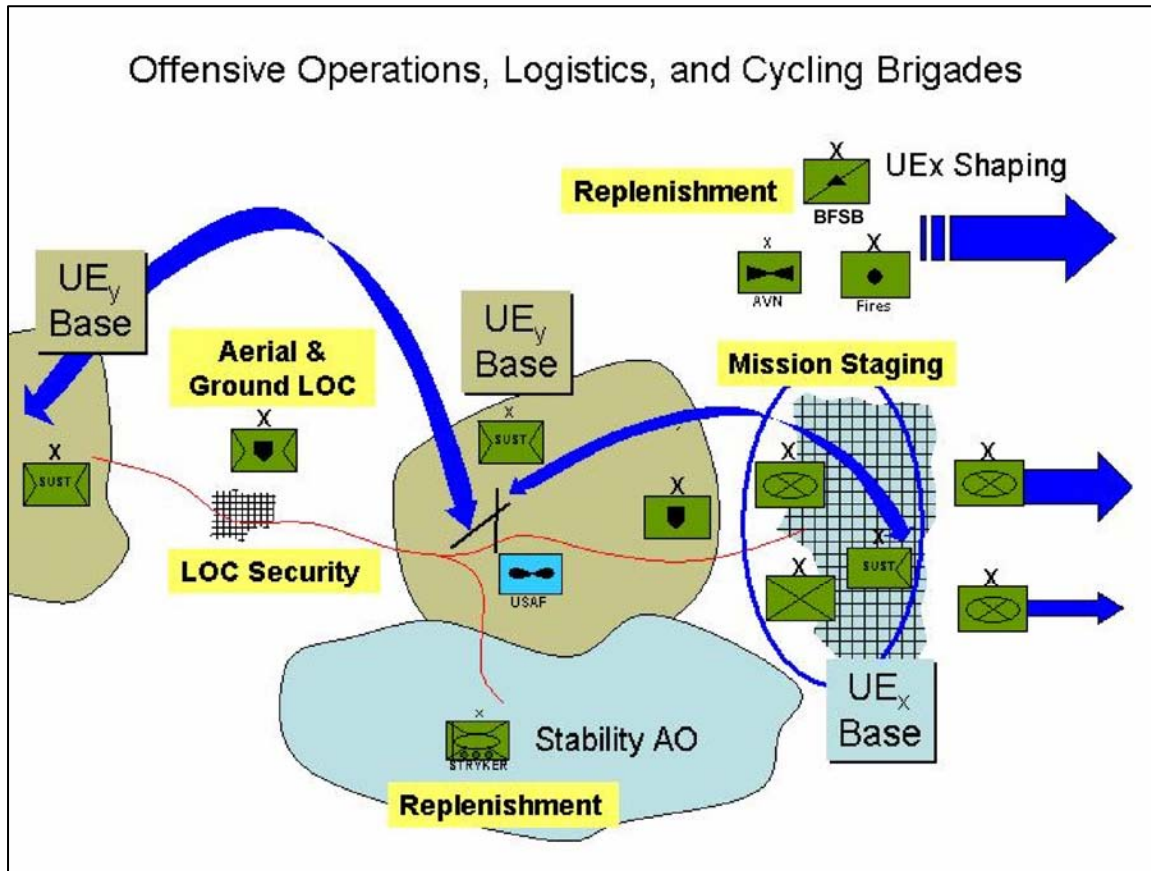 Offensive Operations, Logistics, and Cycling Brigades
X
UEx Shaping
Replenishment
BFSB
X
AVN
X
Fires
UEy
Base
UEy
Base
Aerial &
Ground LOC
X
Mission Staging
X
SUST
X
SUST
X
X
X
LOC Security
USAF
X
X
SUST
X
X
UEx
Base
X
STRYKER
Stability AO
Replenishment